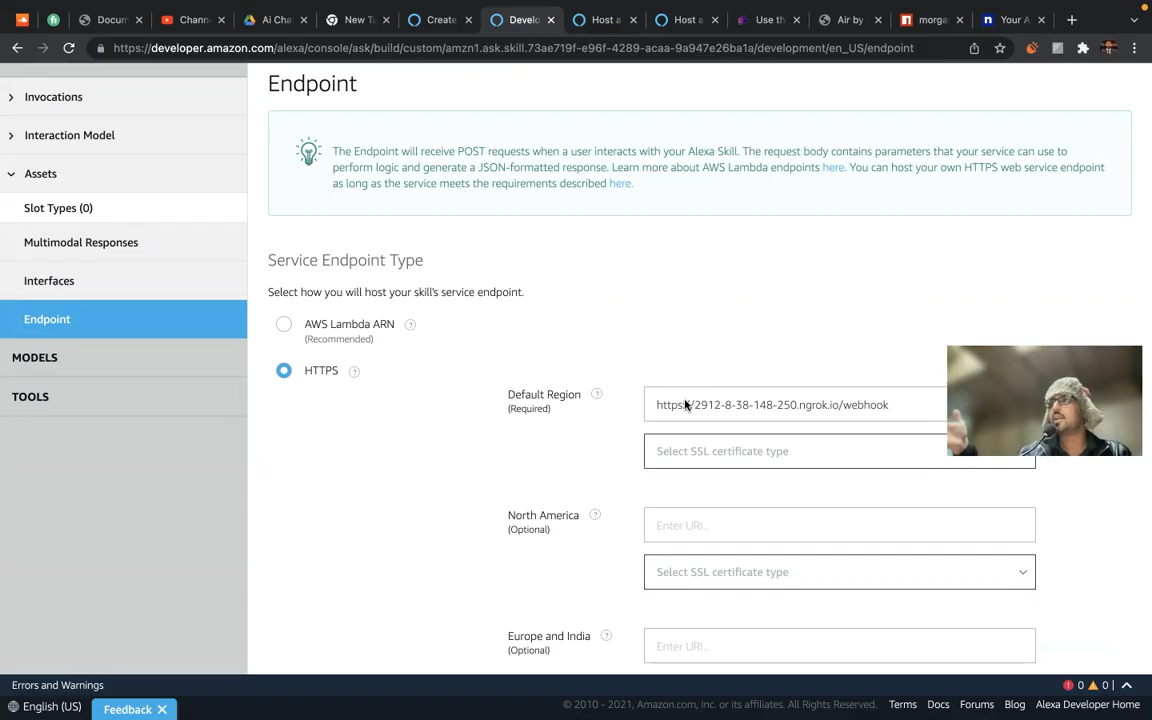 Docum
Chann
Ai Cha
New Ta
Create
Develo
Host a
Host a
Use th
Air by
morga
Your A
https://developer.amazon.com/alexa/console/ask/build/custom/amzn1.ask.skill.73ae719f-e96f-4289-acaa-9a947e26ba1a/development/en_US/endpoint
Invocations
Interaction Model
Assets
Slot Types (0)
Multimodal Responses
Interfaces
Endpoint
MODELS
TOOLS
Endpoint
The Endpoint will receive POST requests when a user interacts with your Alexa Skill. The request body contains parameters that your service can use to
perform logic and generate a JSON-formatted response. Learn more about AWS Lambda endpoints here. You can host your own HTTPS web service endpoint
as long as the service meets the requirements described here.
Service Endpoint Type
Select how you will host your skill's service endpoint.
AWS Lambda ARN
(Recommended)
HTTPS
Default Region
(Required)
https://2912-8-38-148-250.ngrok.io/webhook
Select SSL certificate type
North America
(Optional)
Enter URI...
Select SSL certificate type
Europe and India
(Optional)
Enter URI...
Errors and Warnings
0
0
English (US)
Feedback
© 2010 - 2021, Amazon.com, Inc. or its affiliates. All Rights Reserved.
Terms
Docs
Forums
Blog
Alexa Developer Home